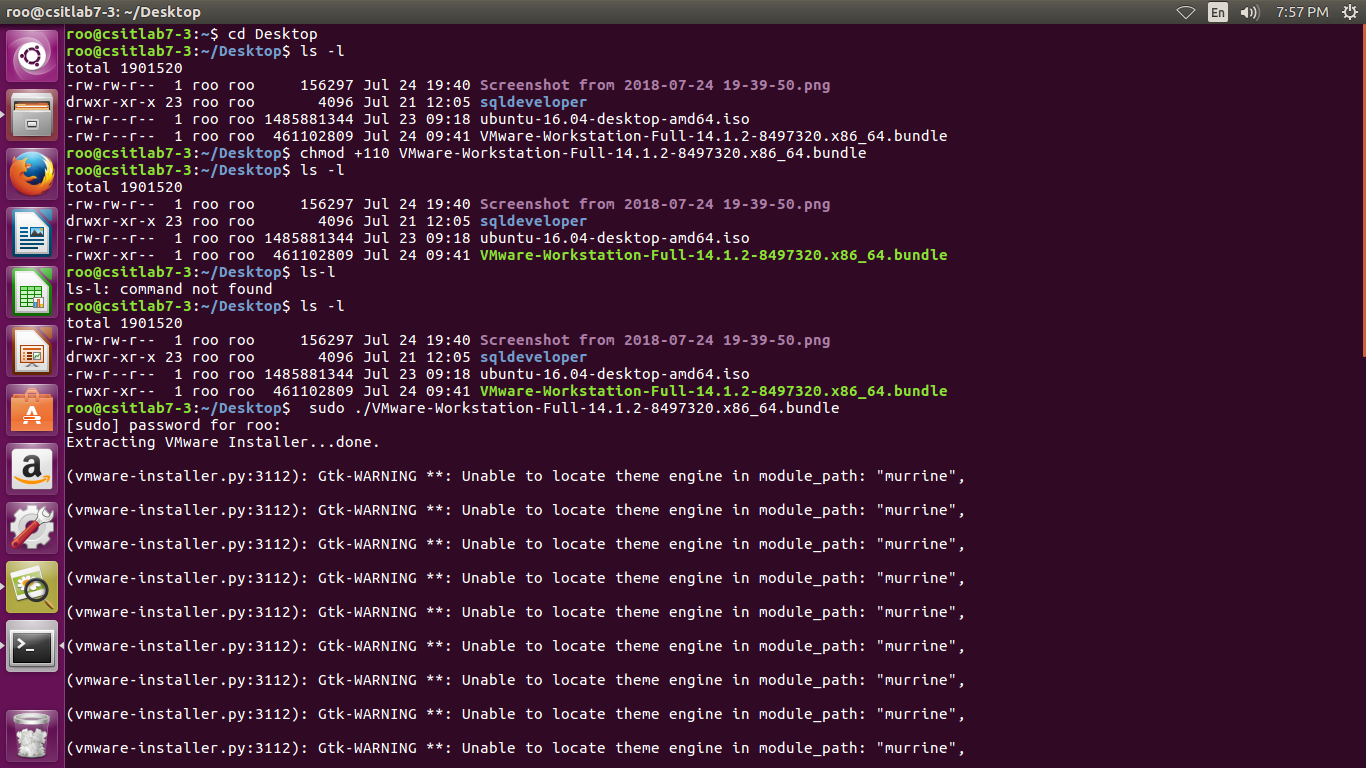 roo@csitlab7-3: ~/Desktop
En
7:57 PM
roo@csitlab7-3:~$ cd Desktop
roo@csitlab7-3:~/Desktop$ ls -l
total 1901520
-rw-rw-r--  1 roo roo     156297 Jul 24 19:40 Screenshot from 2018-07-24 19-39-50.png
drwxr-xr-x 23 roo roo       4096 Jul 21 12:05 sqldeveloper
-rw-r--r--  1 roo roo 1485881344 Jul 23 09:18 ubuntu-16.04-desktop-amd64.iso
-rw-r--r--  1 roo roo  461102809 Jul 24 09:41 VMware-Workstation-Full-14.1.2-8497320.x86_64.bundle
roo@csitlab7-3:~/Desktop$ chmod +110 VMware-Workstation-Full-14.1.2-8497320.x86_64.bundle
roo@csitlab7-3:~/Desktop$ ls -l
total 1901520
-rw-rw-r--  1 roo roo     156297 Jul 24 19:40 Screenshot from 2018-07-24 19-39-50.png
drwxr-xr-x 23 roo roo       4096 Jul 21 12:05 sqldeveloper
-rw-r--r--  1 roo roo 1485881344 Jul 23 09:18 ubuntu-16.04-desktop-amd64.iso
-rwxr-xr--  1 roo roo  461102809 Jul 24 09:41 VMware-Workstation-Full-14.1.2-8497320.x86_64.bundle
roo@csitlab7-3:~/Desktop$ ls-l
ls-l: command not found
roo@csitlab7-3:~/Desktop$ ls -l
total 1901520
-rw-rw-r--  1 roo roo     156297 Jul 24 19:40 Screenshot from 2018-07-24 19-39-50.png
drwxr-xr-x 23 roo roo       4096 Jul 21 12:05 sqldeveloper
-rw-r--r--  1 roo roo 1485881344 Jul 23 09:18 ubuntu-16.04-desktop-amd64.iso
-rwxr-xr--  1 roo roo  461102809 Jul 24 09:41 VMware-Workstation-Full-14.1.2-8497320.x86_64.bundle
roo@csitlab7-3:~/Desktop$  sudo ./VMware-Workstation-Full-14.1.2-8497320.x86_64.bundle
[sudo] password for roo:
Extracting VMware Installer...done.
(vmware-installer.py:3112): Gtk-WARNING **: Unable to locate theme engine in module_path: "murrine",
(vmware-installer.py:3112): Gtk-WARNING **: Unable to locate theme engine in module_path: "murrine",
(vmware-installer.py:3112): Gtk-WARNING **: Unable to locate theme engine in module_path: "murrine",
(vmware-installer.py:3112): Gtk-WARNING **: Unable to locate theme engine in module_path: "murrine",
(vmware-installer.py:3112): Gtk-WARNING **: Unable to locate theme engine in module_path: "murrine",
(vmware-installer.py:3112): Gtk-WARNING **: Unable to locate theme engine in module_path: "murrine",
(vmware-installer.py:3112): Gtk-WARNING **: Unable to locate theme engine in module_path: "murrine",
(vmware-installer.py:3112): Gtk-WARNING **: Unable to locate theme engine in module_path: "murrine",
(vmware-installer.py:3112): Gtk-WARNING **: Unable to locate theme engine in module_path: "murrine",